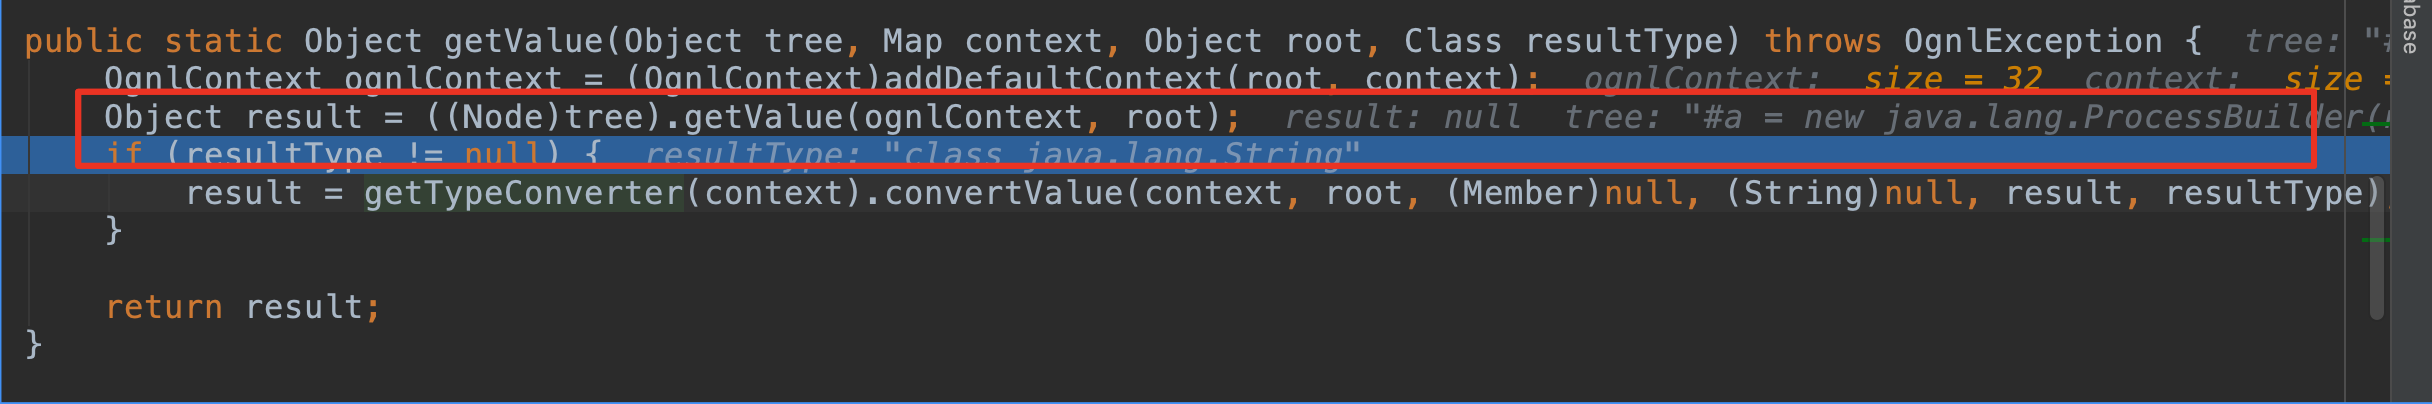 public static Object getValue(Object tree, Map context, Object root, Class resultType) throws OgnlException {  tree: "#
OgnlContext ognlContext = (OgnlContext)addDefaultContext(root, context);  ognlContext:  size = 32  context:  size =
Object result = ((Node)tree).getValue(ognlContext, root);  result: null  tree: "#a = new java.lang.ProcessBuilder(
if (resultType != null) {  resultType: "class java.lang.String"
result = getTypeConverter(context).convertValue(context, root, (Member)null, (String)null, result, resultType)
}
return result;
}
abase